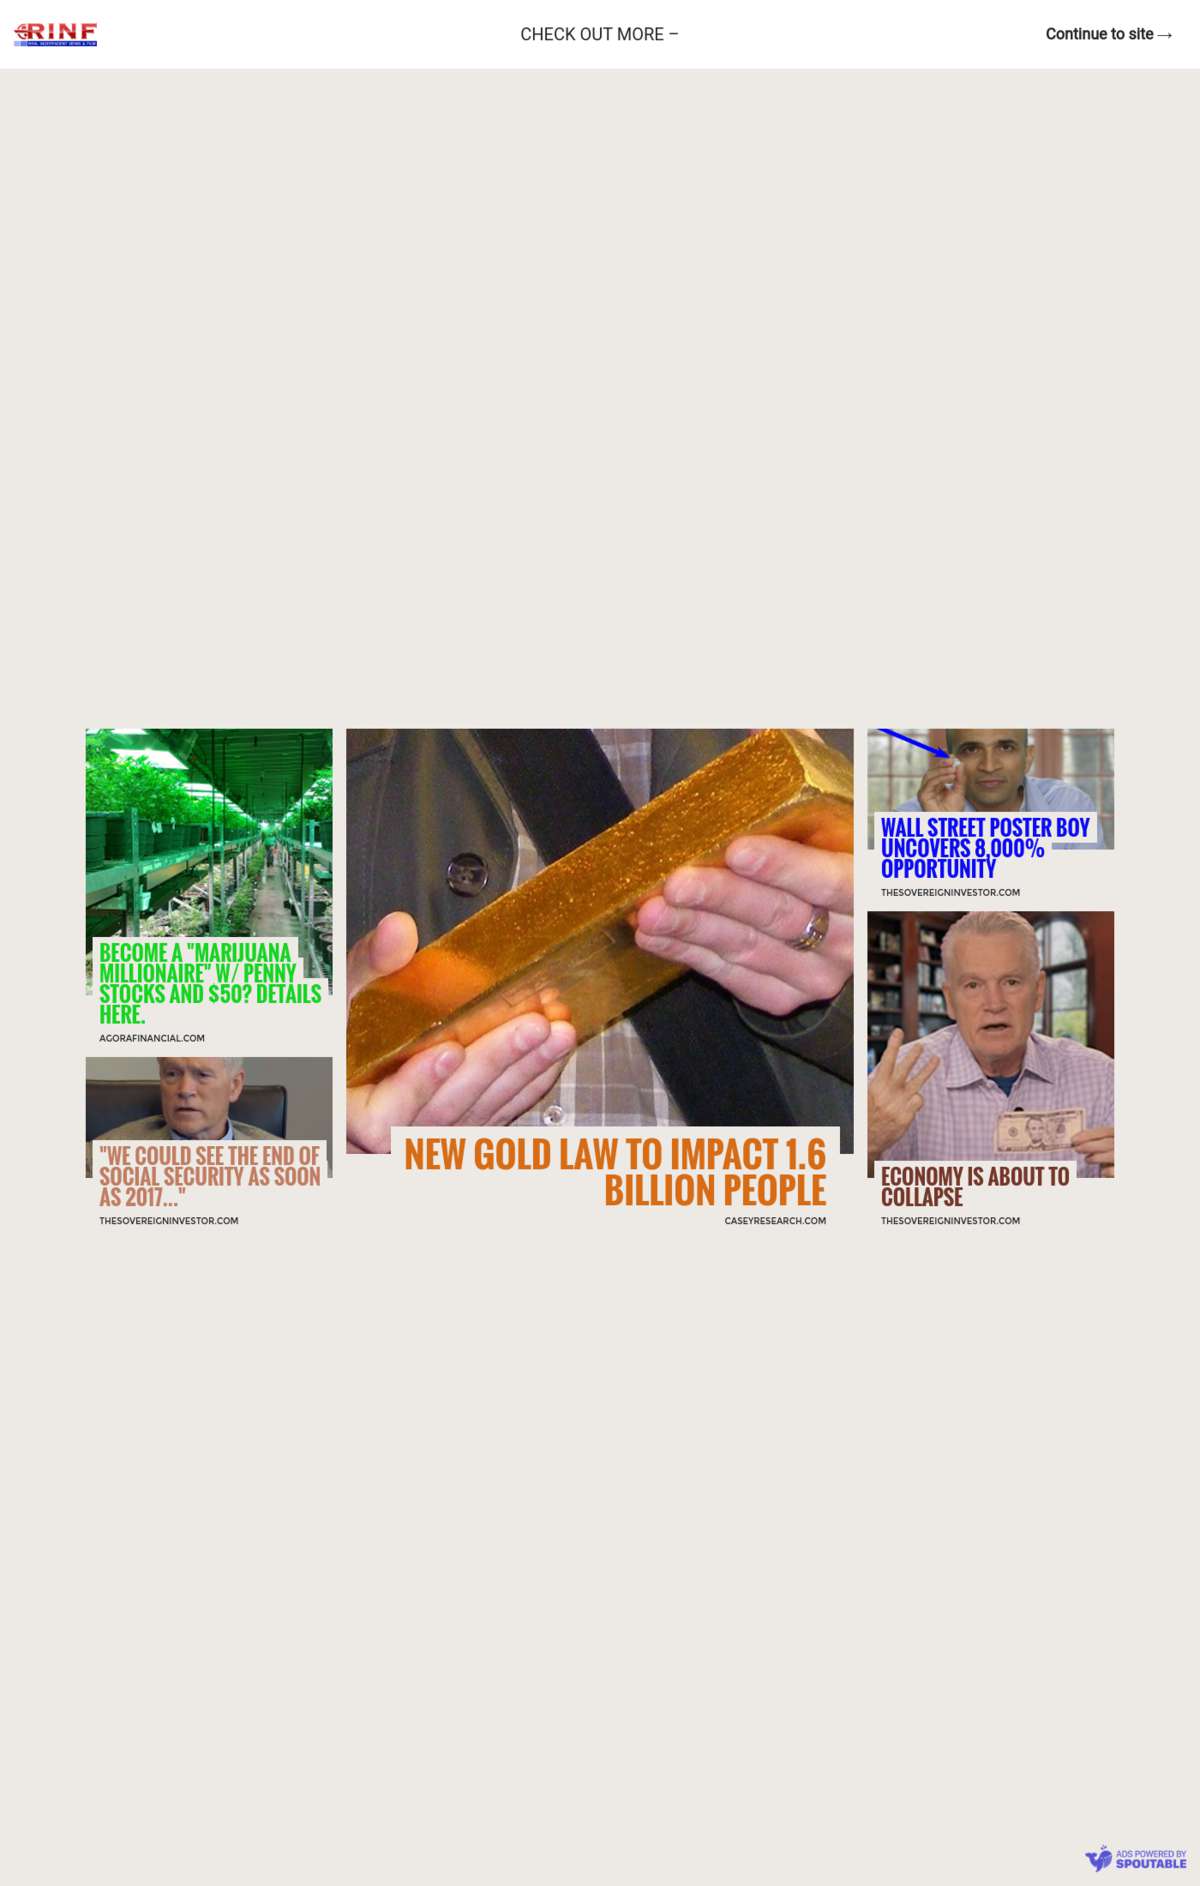 RINF
CHECK OUT MORE –
Continue to site →
BECOME A "MARIJUANA
MILLIONAIRE" W/ PENNY
STOCKS AND $50? DETAILS
HERE.
AGORAFINANCIAL.COM
"WE COULD SEE THE END OF
SOCIAL SECURITY AS SOON
AS 2017..."
THESOVEREIGNINVESTOR.COM
NEW GOLD LAW TO IMPACT 1.6
BILLION PEOPLE
CASEYRESEARCH.COM
WALL STREET POSTER BOY
UNCOVERS 8,000%
OPPORTUNITY
THESOVEREIGNINVESTOR.COM
ECONOMY IS ABOUT TO
COLLAPSE
THESOVEREIGNINVESTOR.COM
ADS POWERED BY
SPOUTABLE